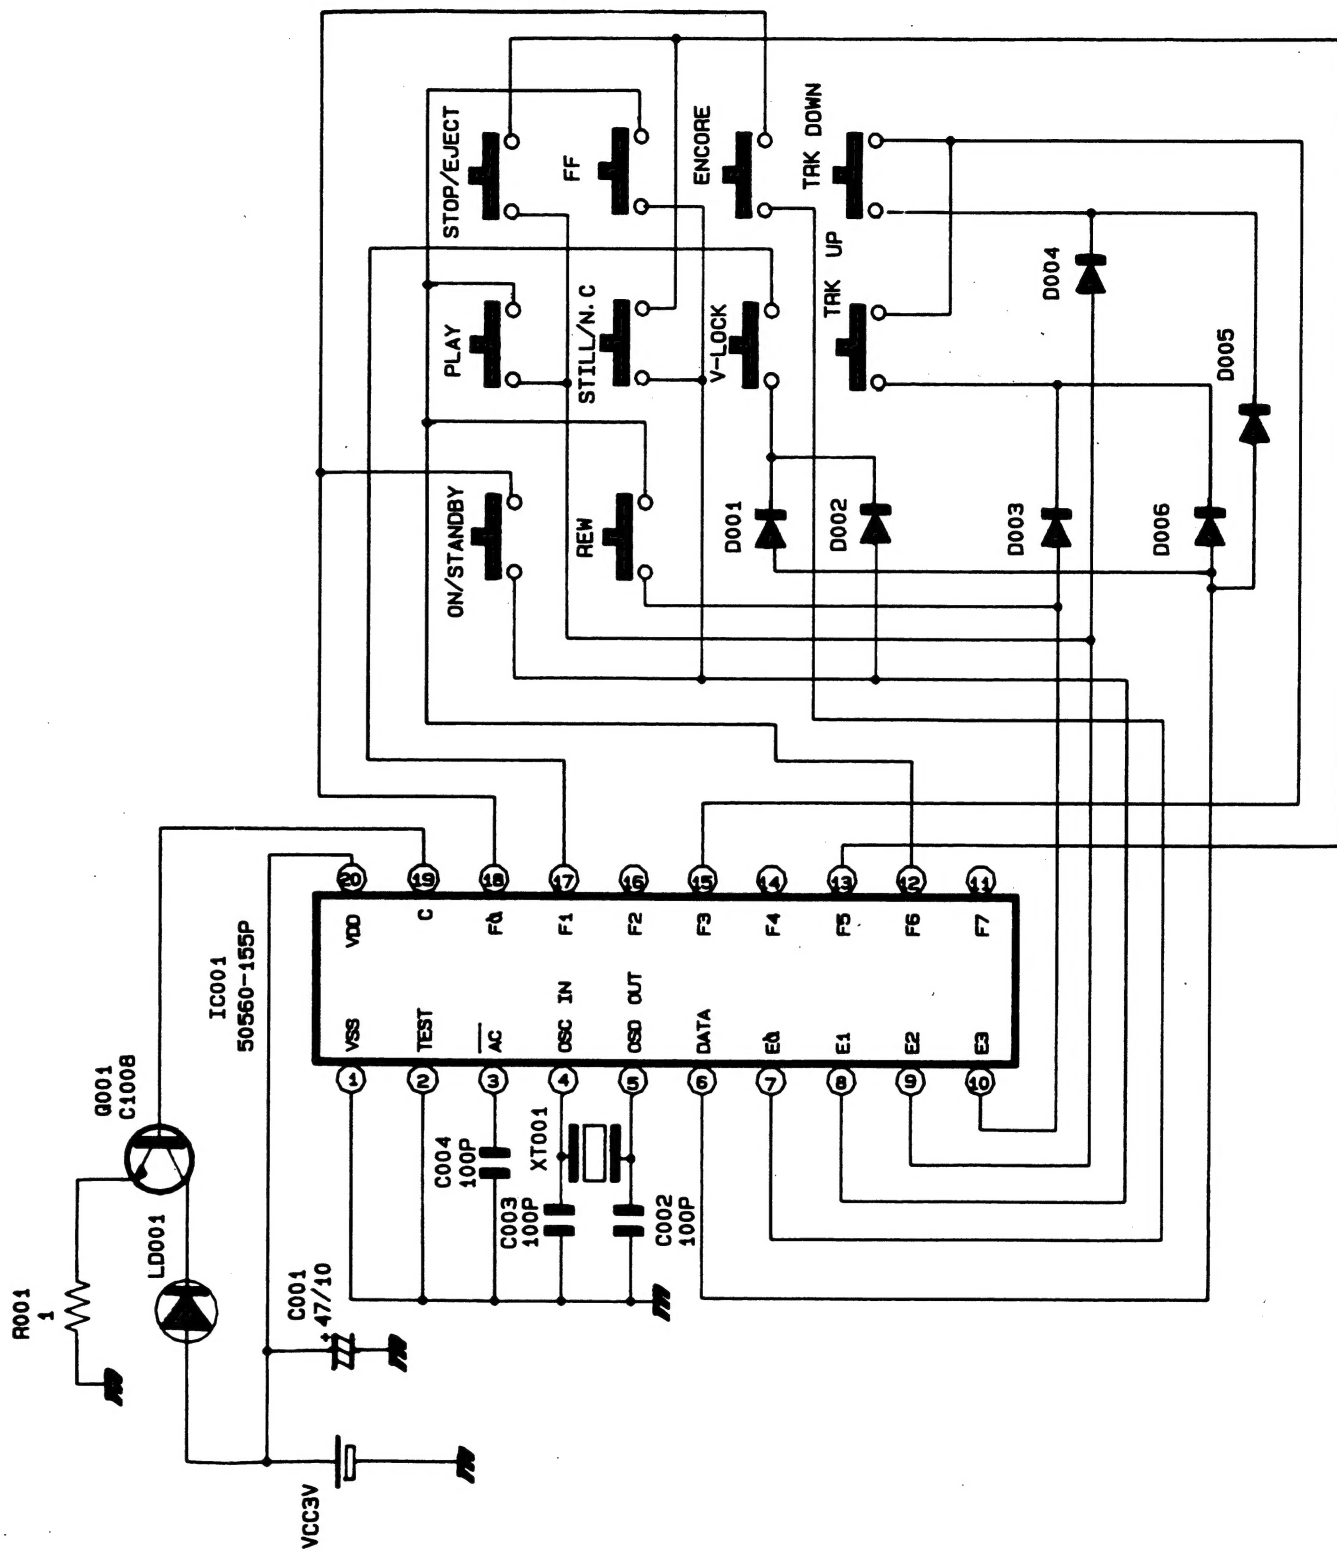 STOP/EJECT
FF
ENCORE
TRK DOWN
PLAY
STILL/N.C
V-LOCK
TRK UP
D004
D005
ON/STANDBY
REW
D001
D002
D003
D006
IC001
50560-155P
20
19
18
17
16
15
14
13
12
11
VDD
C
F0
F1
F2
F3
F4
F5
F6
F7
VSS
TEST
AC
OSC IN
OSD OUT
DATA
E0
E1
E2
E3
1
2
3
4
5
6
7
8
9
10
Q001
C1008
C004
100P
XT001
C003
100P
C002
100P
LD001
R001
1
C001
+ 47/10
VCC3V